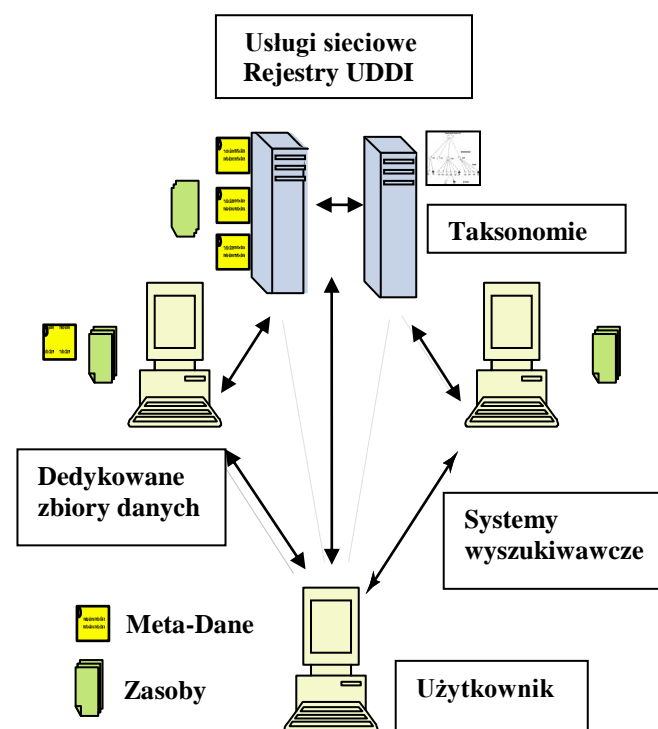 Usługi sieciowe
Rejestry UDDI
Taksonomie
Dedykowane
zbiory danych
Systemy
wyszukiwawcze
Meta-Dane
Zasoby
Użytkownik